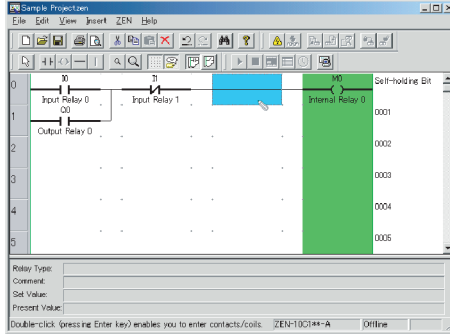 Sample Projectzen
File Edit View Insert ZEN Help
0 I0 I1 M0 Self-holding Bit
Input Relay 0 Input Relay 1 Internal Relay 0
1 Q0 0001
Output Relay 0
2 0002
3 0003
4 0004
5 0005
Relay Type:
Comment:
Set Value:
Present Value:
Double-click (pressing Enter key) enables you to enter contacts/coils. ZEN-10C1**-A Offline